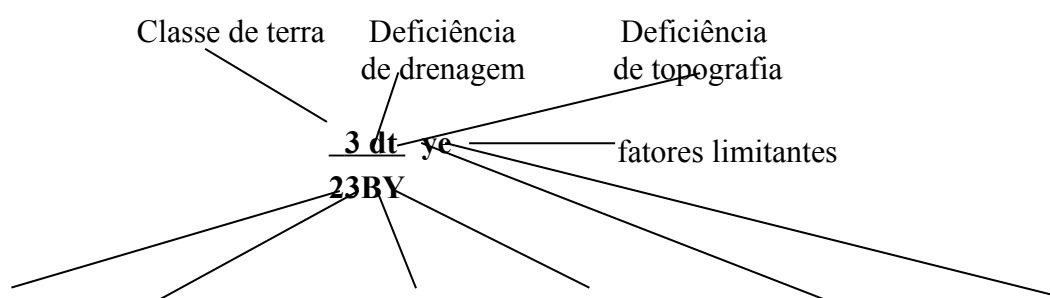 Classe de terra Deficiência Deficiência
de drenagem de topografia
3 dt ye fatores limitantes
23BY